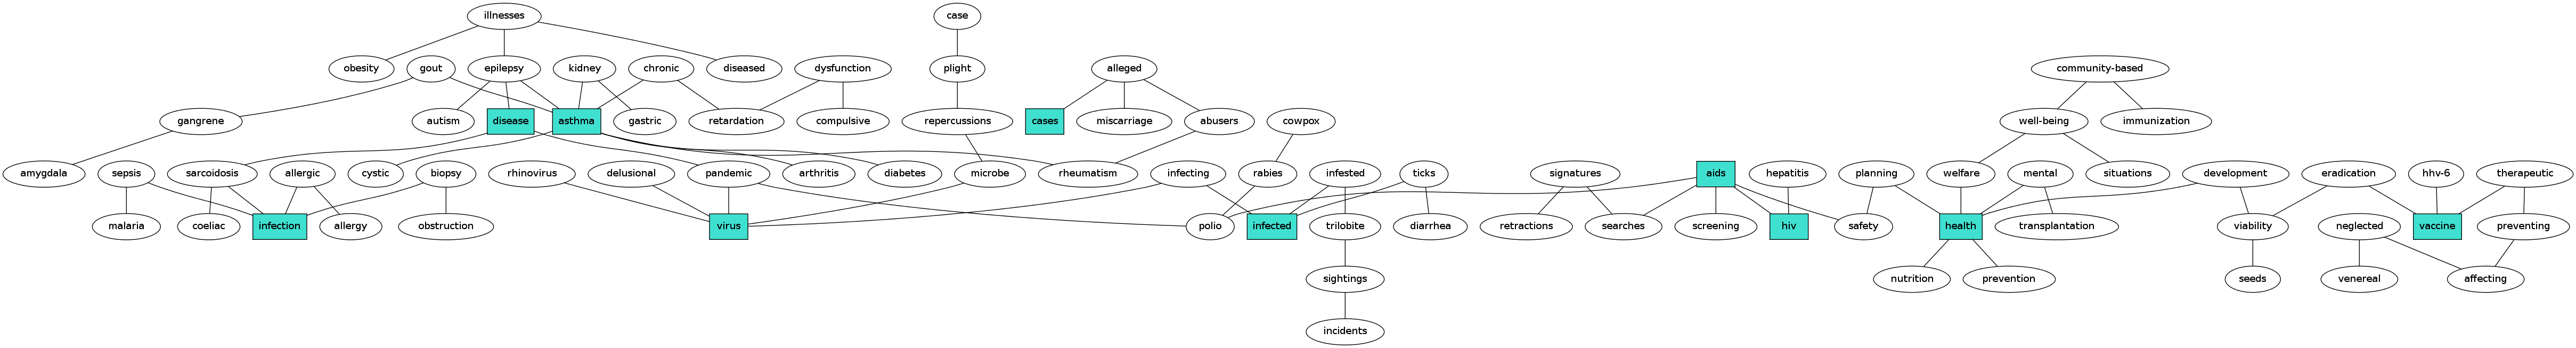 illnesses
case
obesity
gout
epilepsy
kidney
chronic
diseased
dysfunction
plight
alleged
community-based
gangrene
autism
disease
asthma
gastric
retardation
compulsive
repercussions
cases
miscarriage
abusers
cowpox
well-being
immunization
amygdala
sepsis
sarcoidosis
allergic
cystic
biopsy
rhinovirus
delusional
pandemic
arthritis
diabetes
microbe
rheumatism
infecting
rabies
infested
ticks
signatures
aids
hepatitis
planning
welfare
mental
situations
development
eradication
hhv-6
therapeutic
malaria
coeliac
infection
allergy
obstruction
virus
polio
infected
trilobite
diarrhea
retractions
searches
screening
hiv
safety
health
transplantation
viability
neglected
vaccine
preventing
sightings
nutrition
prevention
seeds
venereal
affecting
incidents